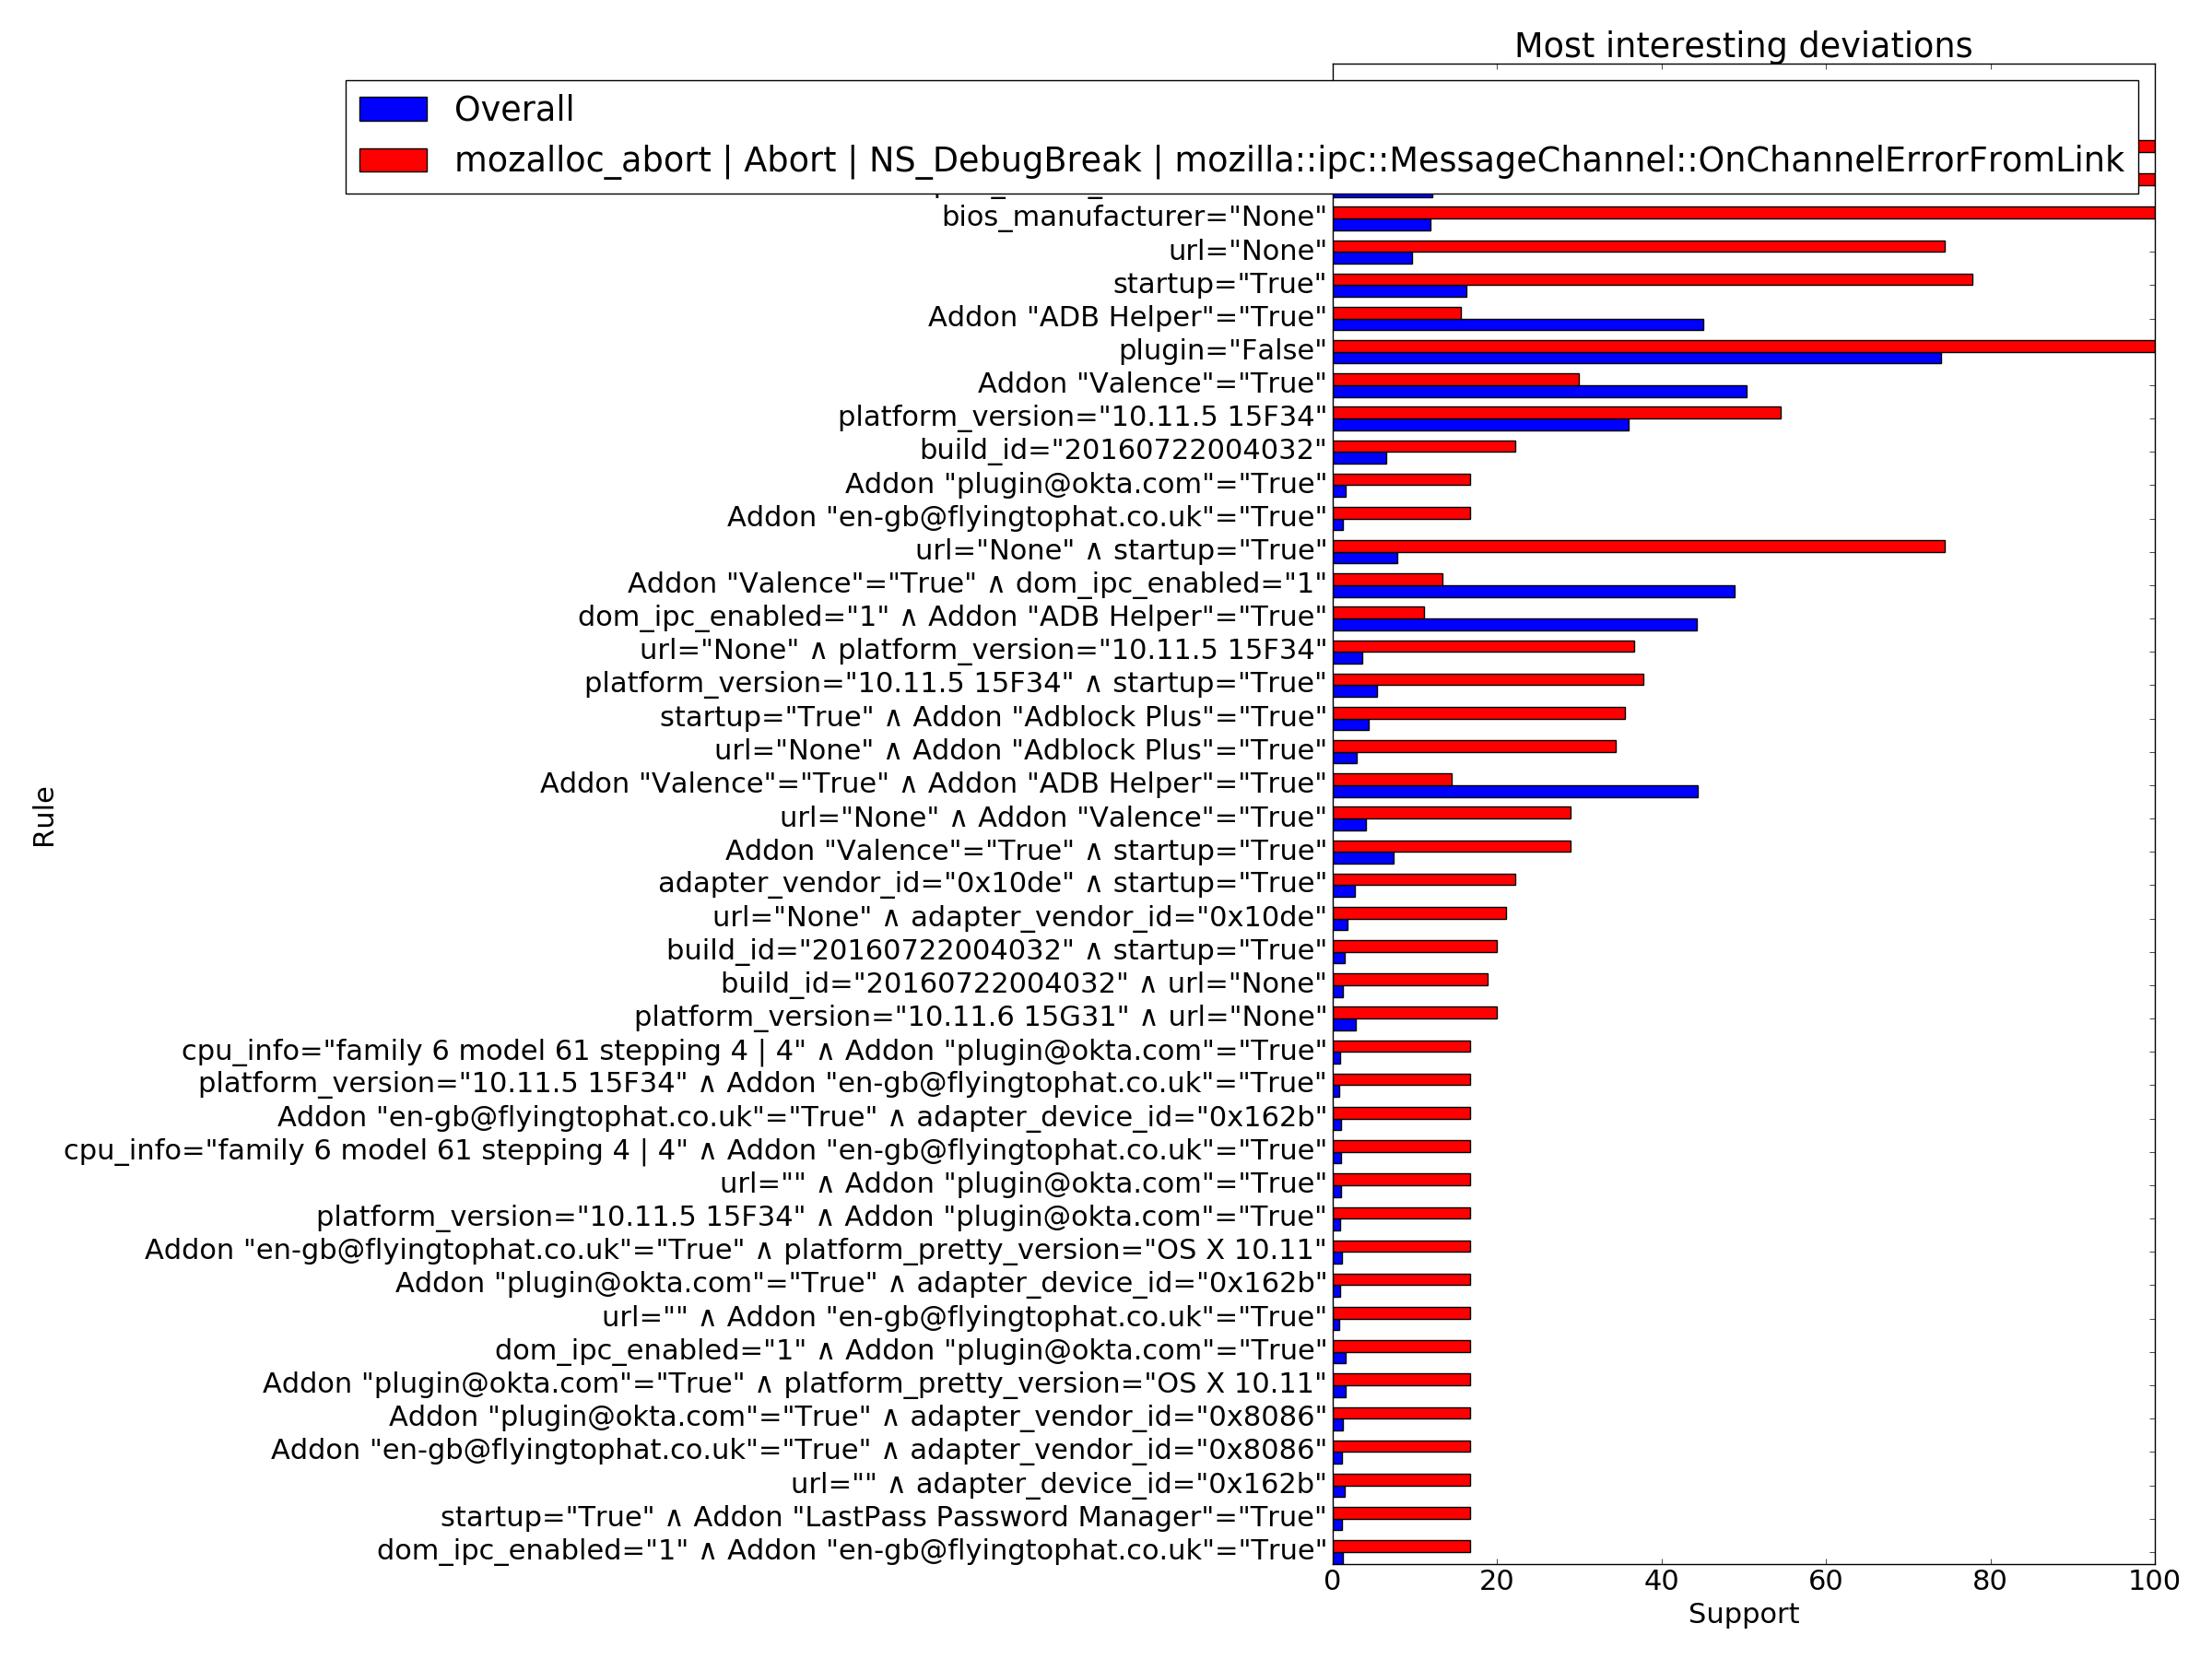 Most interesting deviations
Overall
mozalloc_abort | Abort | NS_DebugBreak | mozilla::ipc::MessageChannel::OnChannelErrorFromLink
bios_manufacturer="None"
url="None"
startup="True"
Addon "ADB Helper"="True"
plugin="False"
Addon "Valence"="True"
platform_version="10.11.5 15F34"
build_id="20160722004032"
Addon "plugin@okta.com"="True"
Addon "en-gb@flyingtophat.co.uk"="True"
url="None" ∧ startup="True"
Addon "Valence"="True" ∧ dom_ipc_enabled="1"
dom_ipc_enabled="1" ∧ Addon "ADB Helper"="True"
url="None" ∧ platform_version="10.11.5 15F34"
platform_version="10.11.5 15F34" ∧ startup="True"
startup="True" ∧ Addon "Adblock Plus"="True"
url="None" ∧ Addon "Adblock Plus"="True"
Addon "Valence"="True" ∧ Addon "ADB Helper"="True"
url="None" ∧ Addon "Valence"="True"
Addon "Valence"="True" ∧ startup="True"
adapter_vendor_id="0x10de" ∧ startup="True"
url="None" ∧ adapter_vendor_id="0x10de"
build_id="20160722004032" ∧ startup="True"
build_id="20160722004032" ∧ url="None"
platform_version="10.11.6 15G31" ∧ url="None"
cpu_info="family 6 model 61 stepping 4 | 4" ∧ Addon "plugin@okta.com"="True"
platform_version="10.11.5 15F34" ∧ Addon "en-gb@flyingtophat.co.uk"="True"
Addon "en-gb@flyingtophat.co.uk"="True" ∧ adapter_device_id="0x162b"
cpu_info="family 6 model 61 stepping 4 | 4" ∧ Addon "en-gb@flyingtophat.co.uk"="True"
url="" ∧ Addon "plugin@okta.com"="True"
platform_version="10.11.5 15F34" ∧ Addon "plugin@okta.com"="True"
Addon "en-gb@flyingtophat.co.uk"="True" ∧ platform_pretty_version="OS X 10.11"
Addon "plugin@okta.com"="True" ∧ adapter_device_id="0x162b"
url="" ∧ Addon "en-gb@flyingtophat.co.uk"="True"
dom_ipc_enabled="1" ∧ Addon "plugin@okta.com"="True"
Addon "plugin@okta.com"="True" ∧ platform_pretty_version="OS X 10.11"
Addon "plugin@okta.com"="True" ∧ adapter_vendor_id="0x8086"
Addon "en-gb@flyingtophat.co.uk"="True" ∧ adapter_vendor_id="0x8086"
url="" ∧ adapter_device_id="0x162b"
startup="True" ∧ Addon "LastPass Password Manager"="True"
dom_ipc_enabled="1" ∧ Addon "en-gb@flyingtophat.co.uk"="True"
Rule
0 20 40 60 80 100
Support